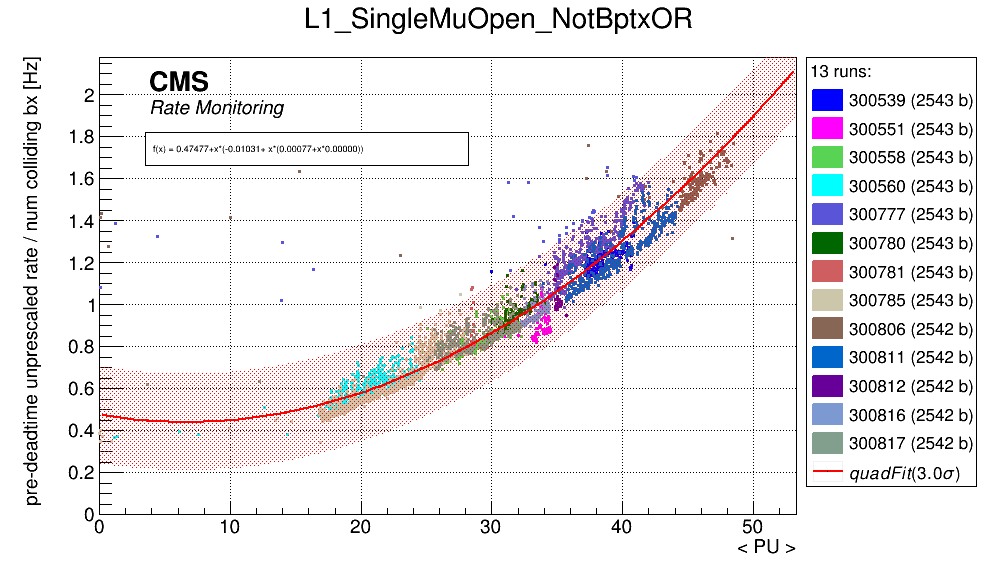 L1_SingleMuOpen_NotBptxOR
pre-deadtime unprescaled rate / num colliding bx [Hz]
CMS
Rate Monitoring
f(x) = 0.47477+x*(-0.01031+ x*(0.00077+x*0.00000))
2
1.8
1.6
1.4
1.2
1
0.8
0.6
0.4
0.2
0
0 10 20 30 40 50
< PU >
13 runs:
300539 (2543 b)
300551 (2543 b)
300558 (2543 b)
300560 (2543 b)
300777 (2543 b)
300780 (2543 b)
300781 (2543 b)
300785 (2543 b)
300806 (2542 b)
300811 (2542 b)
300812 (2542 b)
300816 (2542 b)
300817 (2542 b)
quadFit(3.0σ)